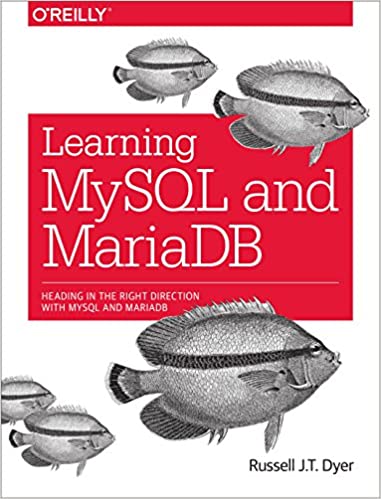 O'REILLY®
Learning
MySQL and
MariaDB
HEADING IN THE RIGHT DIRECTION
WITH MYSQL AND MARIADB
Russell J.T. Dyer